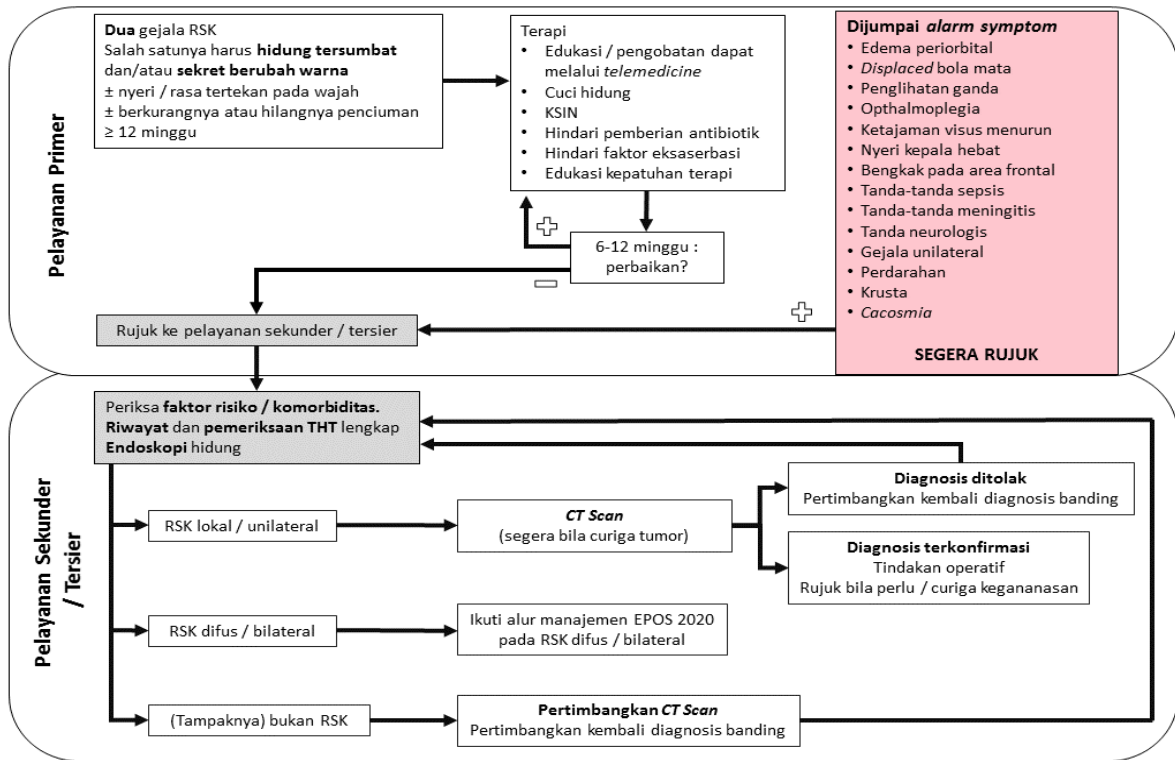 Pelayanan Primer
Dua gejala RSK
Salah satunya harus hidung tersumbat
dan/atau sekret berubah warna
± nyeri / rasa tertekan pada wajah
± berkurangnya atau hilangnya penciuman
≥ 12 minggu
Terapi
• Edukasi / pengobatan dapat
melalui telemedicine
• Cuci hidung
• KSIN
• Hindari pemberian antibiotik
• Hindari faktor eksaserbasi
• Edukasi kepatuhan terapi
6-12 minggu :
perbaikan?
Dijumpai alarm symptom
• Edema periorbital
• Displaced bola mata
• Penglihatan ganda
• Opthalmoplegia
• Ketajaman visus menurun
• Nyeri kepala hebat
• Bengkak pada area frontal
• Tanda-tanda sepsis
• Tanda-tanda meningitis
• Tanda neurologis
• Gejala unilateral
• Perdarahan
• Krusta
• Cacosmia
SEGERA RUJUK
Rujuk ke pelayanan sekunder / tersier
Pelayanan Sekunder
/ Tersier
Periksa faktor risiko / komorbiditas.
Riwayat dan pemeriksaan THT lengkap
Endoskopi hidung
RSK lokal / unilateral
CT Scan
(segera bila curiga tumor)
Diagnosis ditolak
Pertimbangkan kembali diagnosis banding
Diagnosis terkonfirmasi
Tindakan operatif
Rujuk bila perlu / curiga kegananasan
RSK difus / bilateral
Ikuti alur manajemen EPOS 2020
pada RSK difus / bilateral
(Tampaknya) bukan RSK
Pertimbangkan CT Scan
Pertimbangkan kembali diagnosis banding